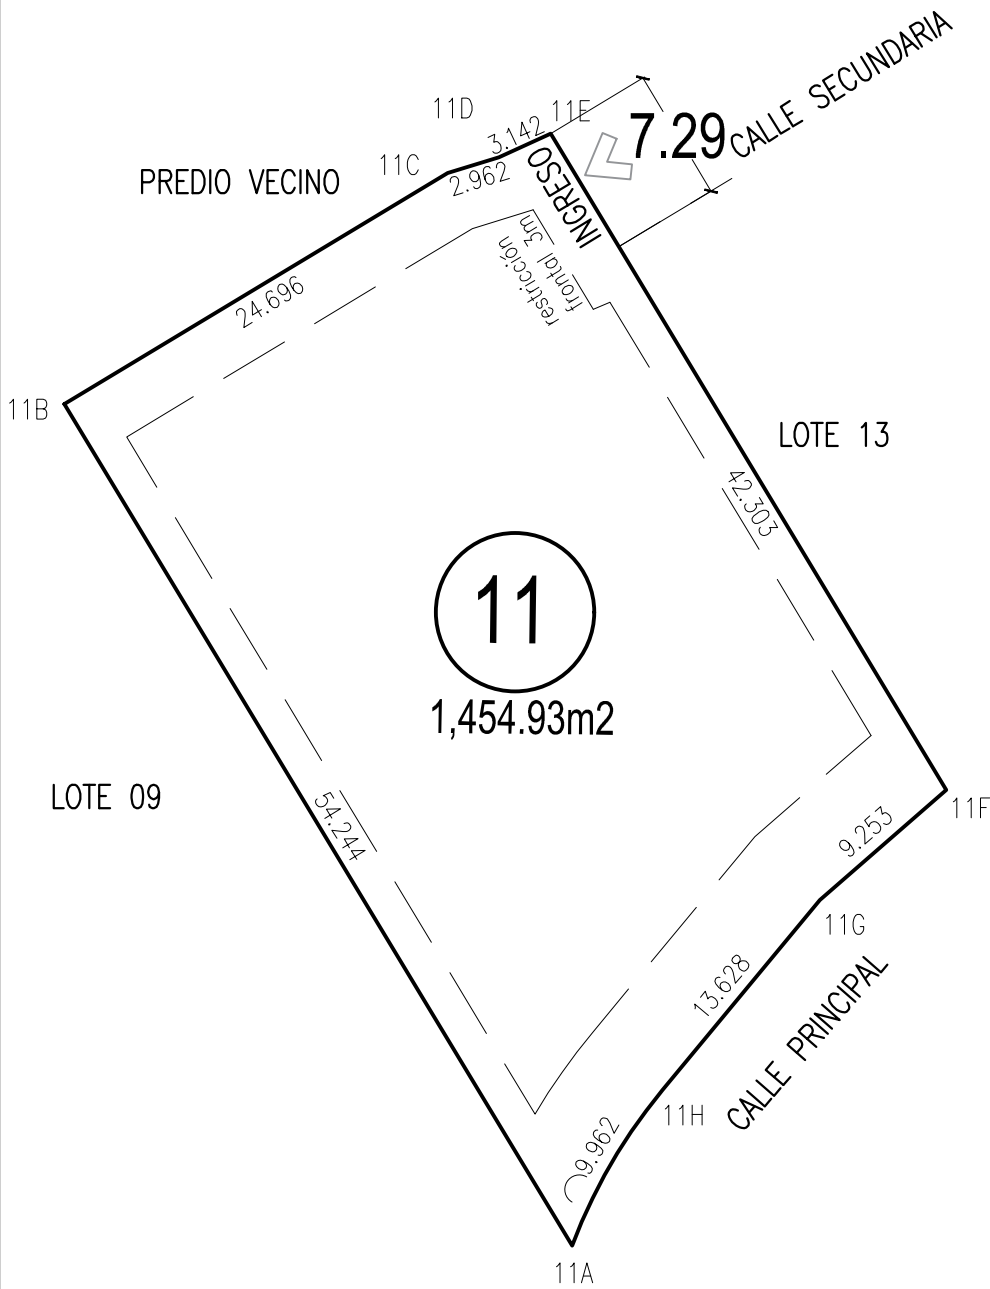 CALLE SECUNDARIA
11D
11E
3.142
7.29
11C
2.962
INGRESO
PREDIO VECINO
restricción
frontal 3m
24.696
11B
LOTE 13
42.303
11
1,454.93m2
LOTE 09
54.244
11F
9.253
11G
13.628
CALLE PRINCIPAL
11H
9.962
11A